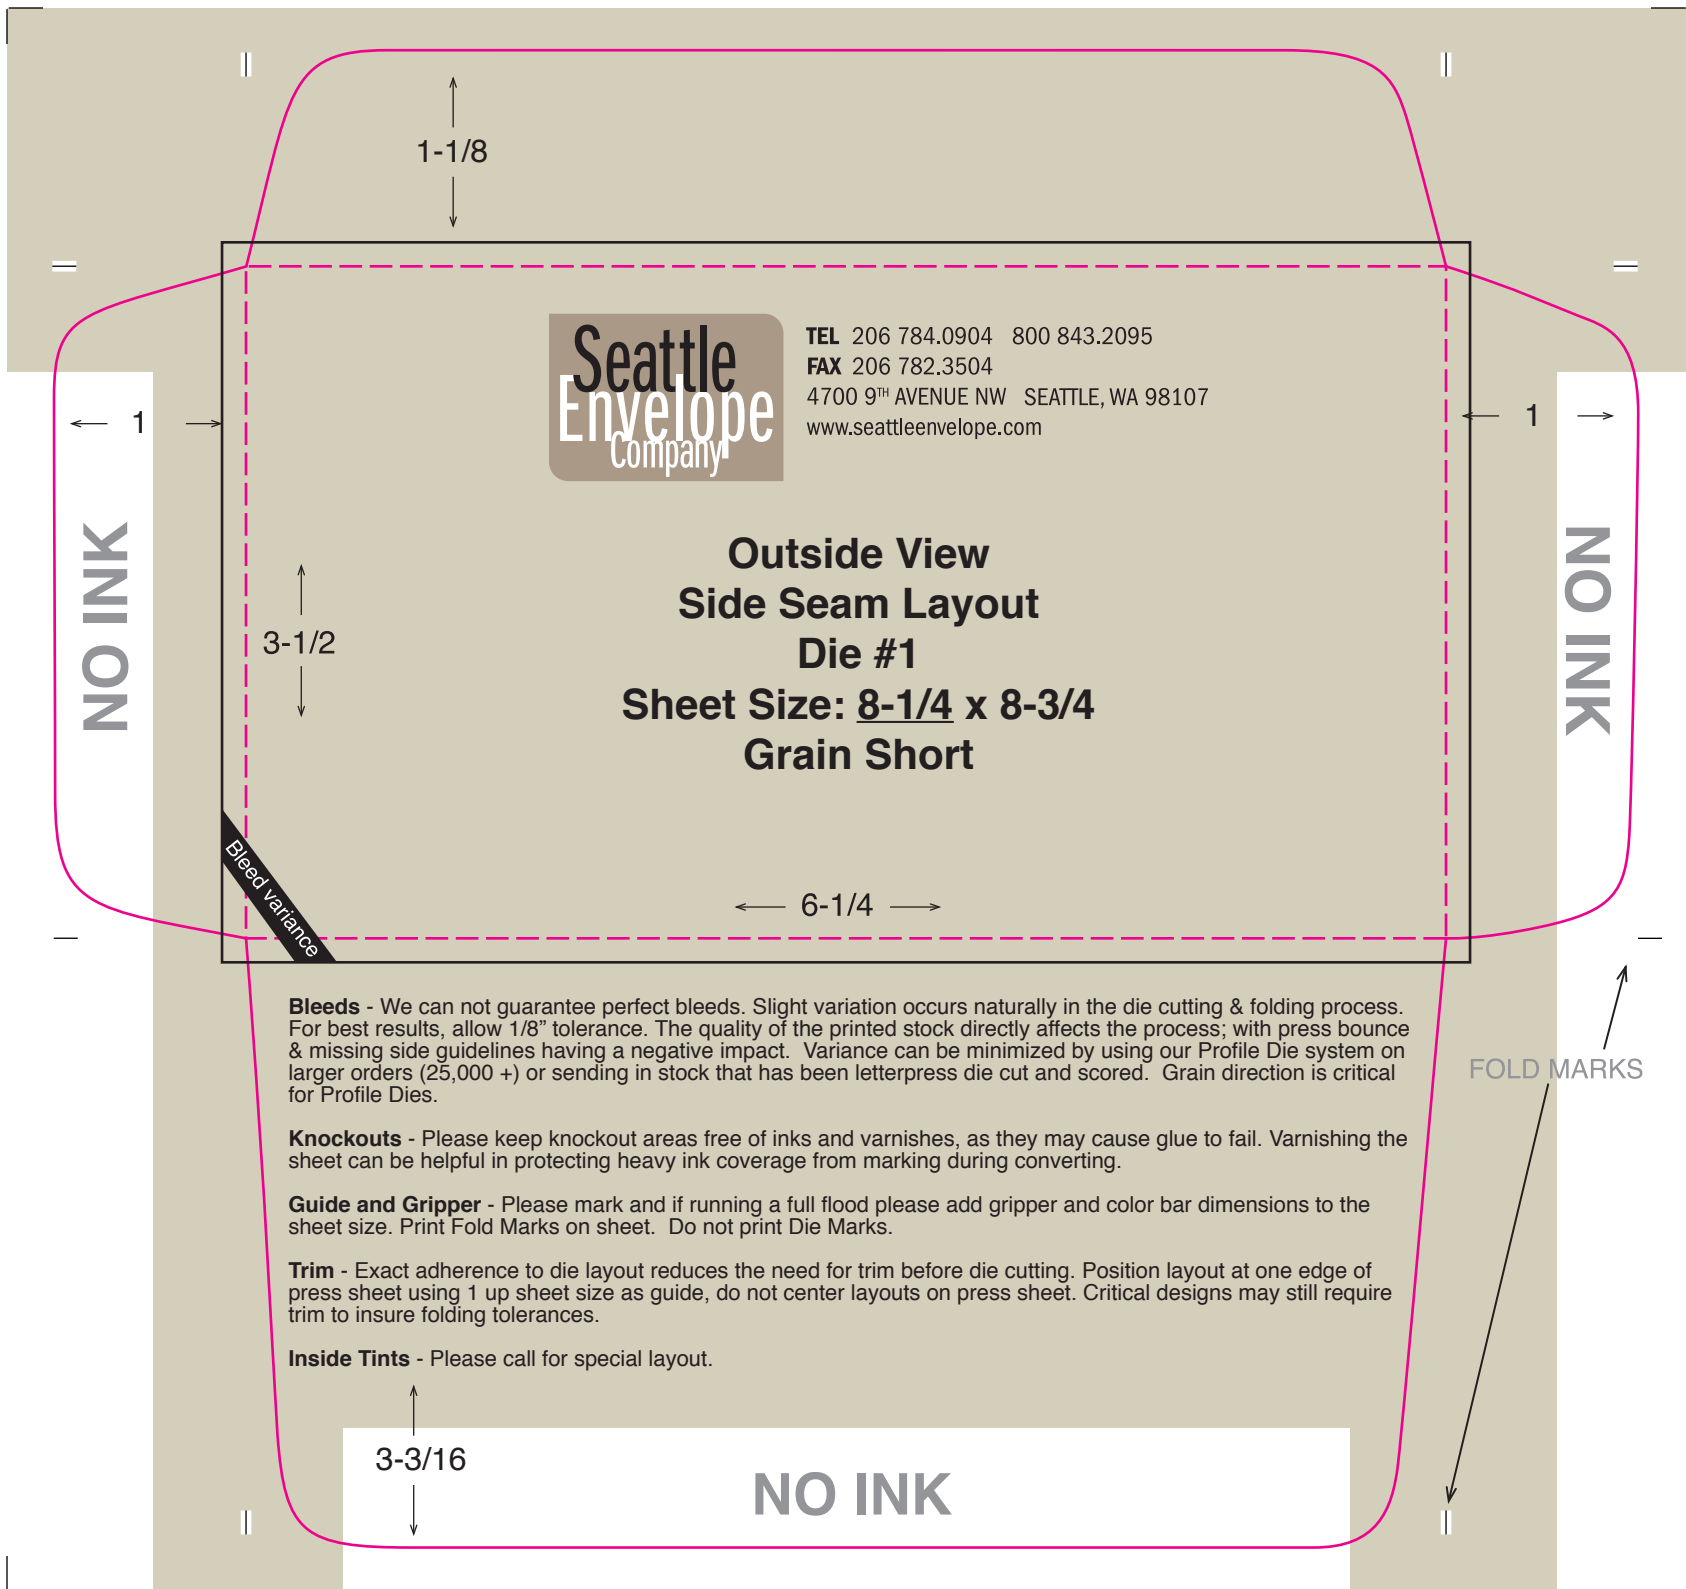 1-1/8
Seattle
Envelope
Company
TEL 206 784.0904 800 843.2095
FAX 206 782.3504
4700 9TH AVENUE NW SEATTLE, WA 98107
www.seattleenvelope.com
1
1
NO INK
NO INK
Outside View
Side Seam Layout
Die #1
Sheet Size: 8-1/4 x 8-3/4
Grain Short
3-1/2
6-1/4
Bleed variance
Bleeds - We can not guarantee perfect bleeds. Slight variation occurs naturally in the die cutting & folding process.
For best results, allow 1/8” tolerance. The quality of the printed stock directly affects the process; with press bounce
& missing side guidelines having a negative impact. Variance can be minimized by using our Profile Die system on
larger orders (25,000 +) or sending in stock that has been letterpress die cut and scored. Grain direction is critical
for Profile Dies.
FOLD MARKS
Knockouts - Please keep knockout areas free of inks and varnishes, as they may cause glue to fail. Varnishing the
sheet can be helpful in protecting heavy ink coverage from marking during converting.
Guide and Gripper - Please mark and if running a full flood please add gripper and color bar dimensions to the
sheet size. Print Fold Marks on sheet. Do not print Die Marks.
Trim - Exact adherence to die layout reduces the need for trim before die cutting. Position layout at one edge of
press sheet using 1 up sheet size as guide, do not center layouts on press sheet. Critical designs may still require
trim to insure folding tolerances.
Inside Tints - Please call for special layout.
3-3/16
NO INK